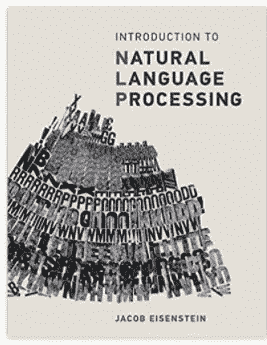 INTRODUCTION TO
NATURAL
LANGUAGE
PROCESSING
JACOB EISENSTEIN